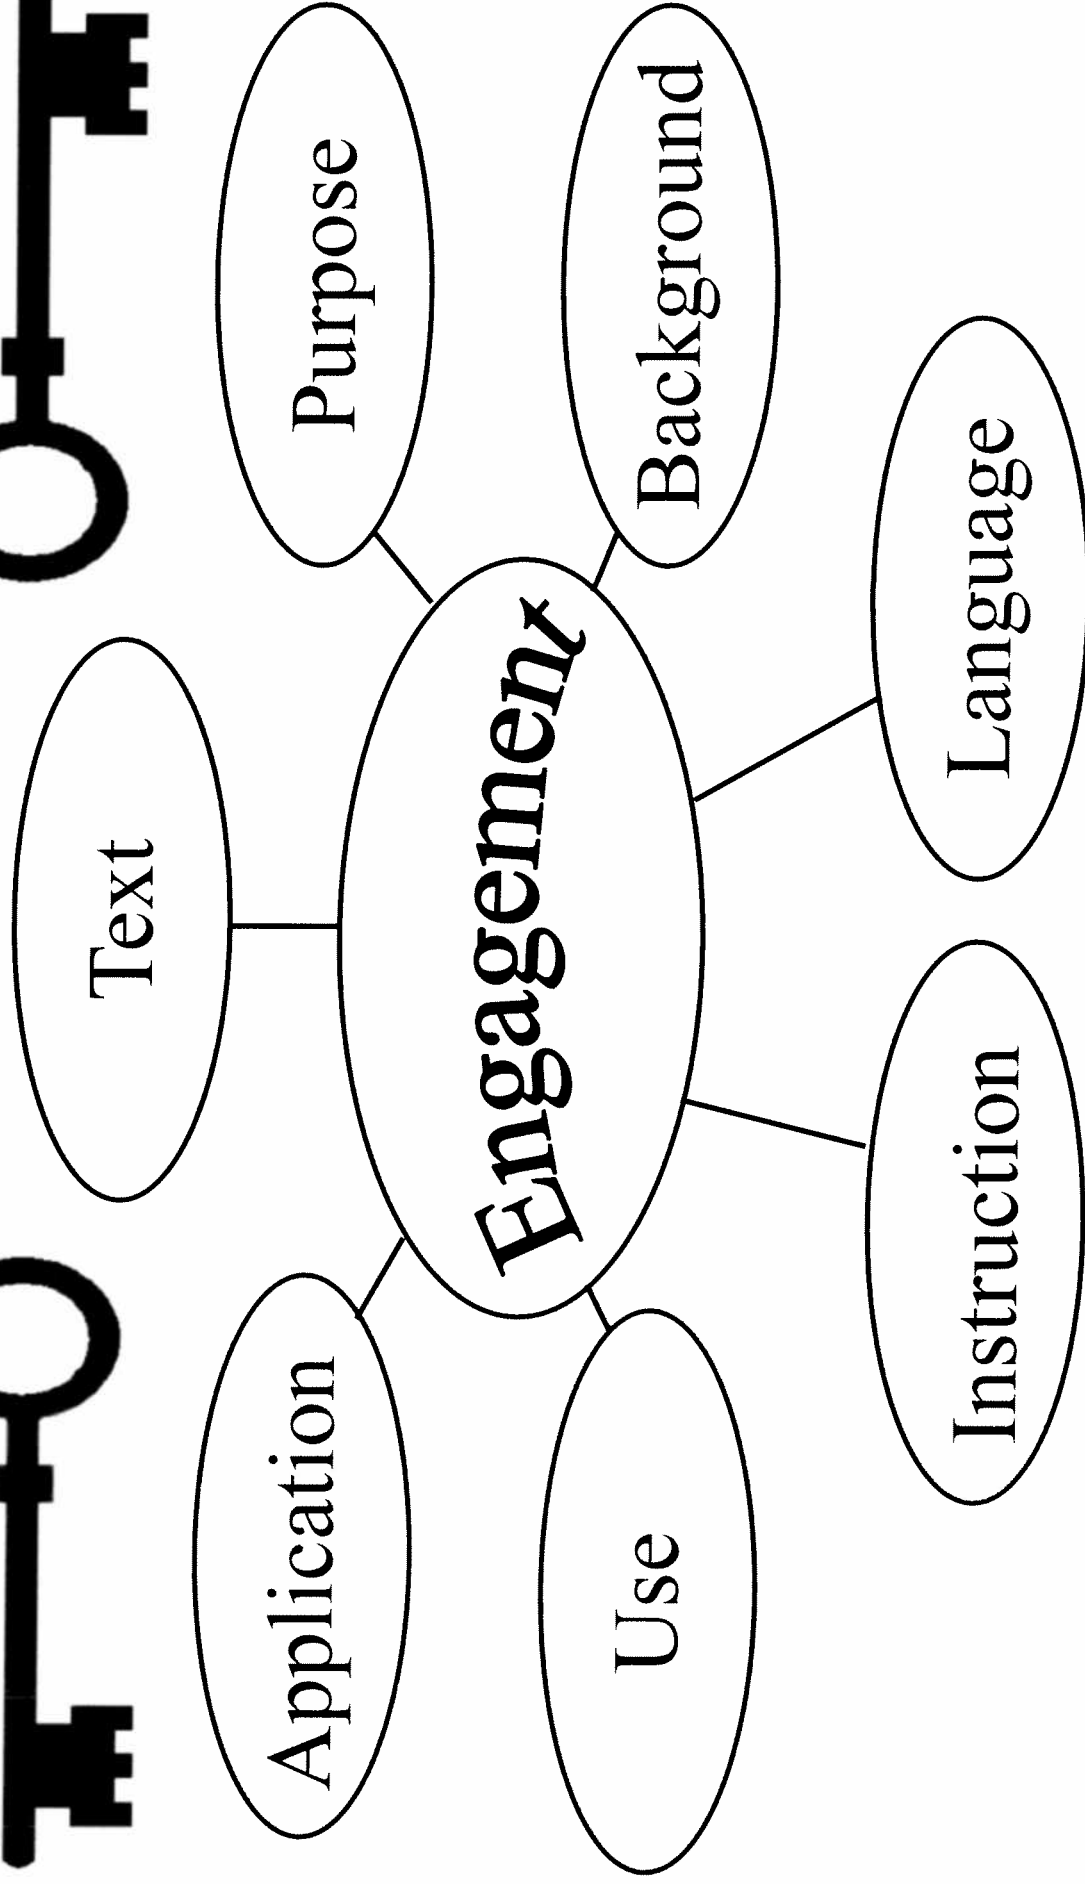 Text
Application
Purpose
Engagement
Use
Background
Instruction
Language